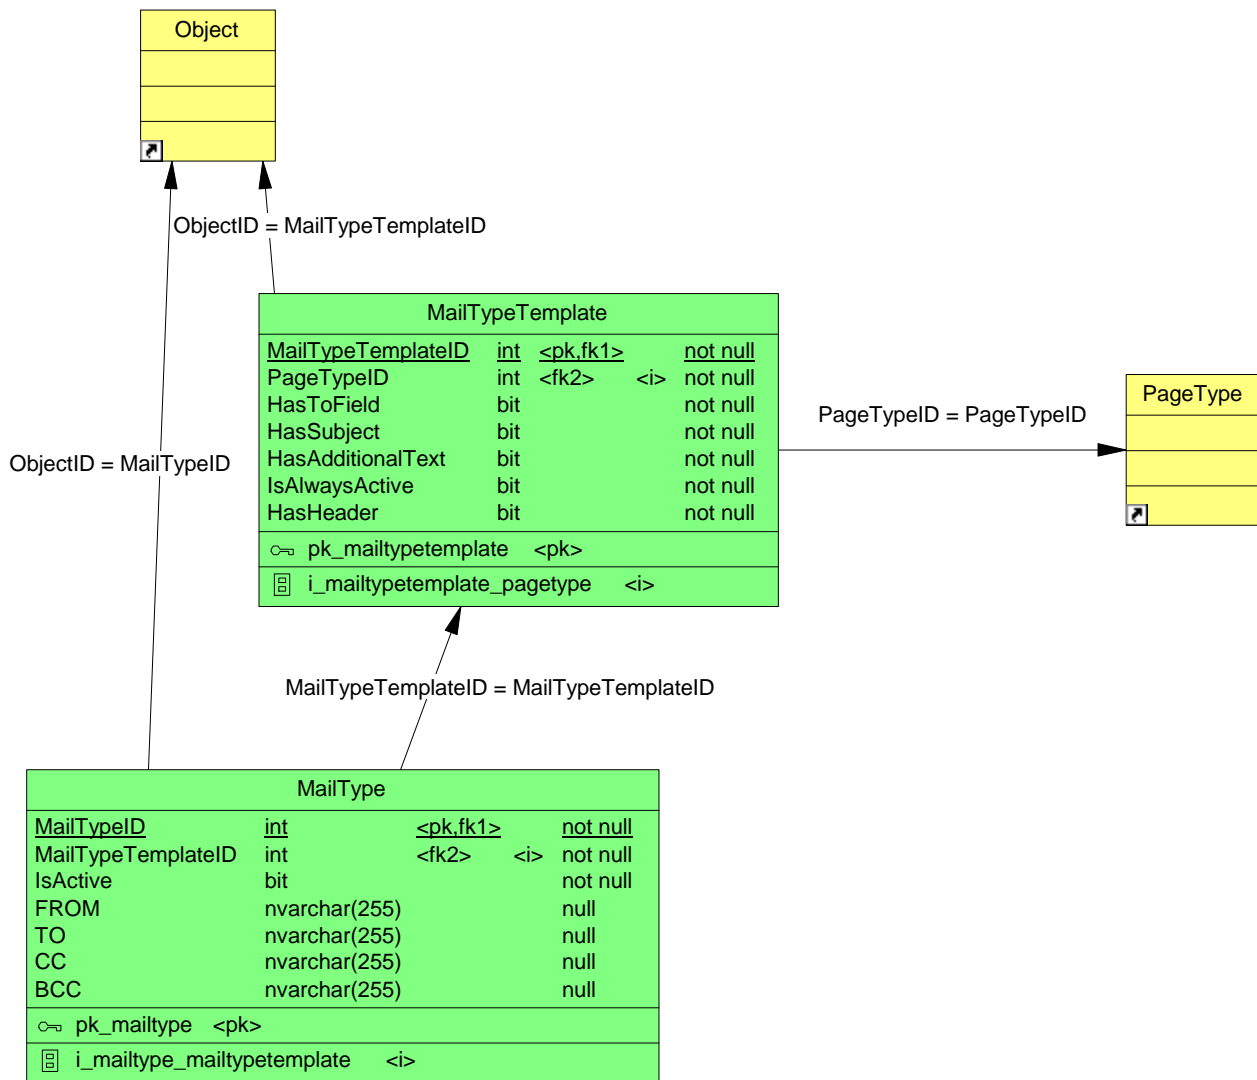 Object
ObjectID = MailTypeTemplateID
MailTypeTemplate
MailTypeTemplateID int <pk,fk1> not null
PageTypeID int <fk2> <i> not null
HasToField bit not null
HasSubject bit not null
HasAdditionalText bit not null
IsAlwaysActive bit not null
HasHeader bit not null
pk_mailtypetemplate <pk>
i_mailtypetemplate_pagetype <i>
PageTypeID = PageTypeID
PageType
ObjectID = MailTypeID
MailTypeTemplateID = MailTypeTemplateID
MailType
MailTypeID int <pk,fk1> not null
MailTypeTemplateID int <fk2> <i> not null
IsActive bit not null
FROM nvarchar(255) null
TO nvarchar(255) null
CC nvarchar(255) null
BCC nvarchar(255) null
pk_mailtype <pk>
i_mailtype_mailtypetemplate <i>